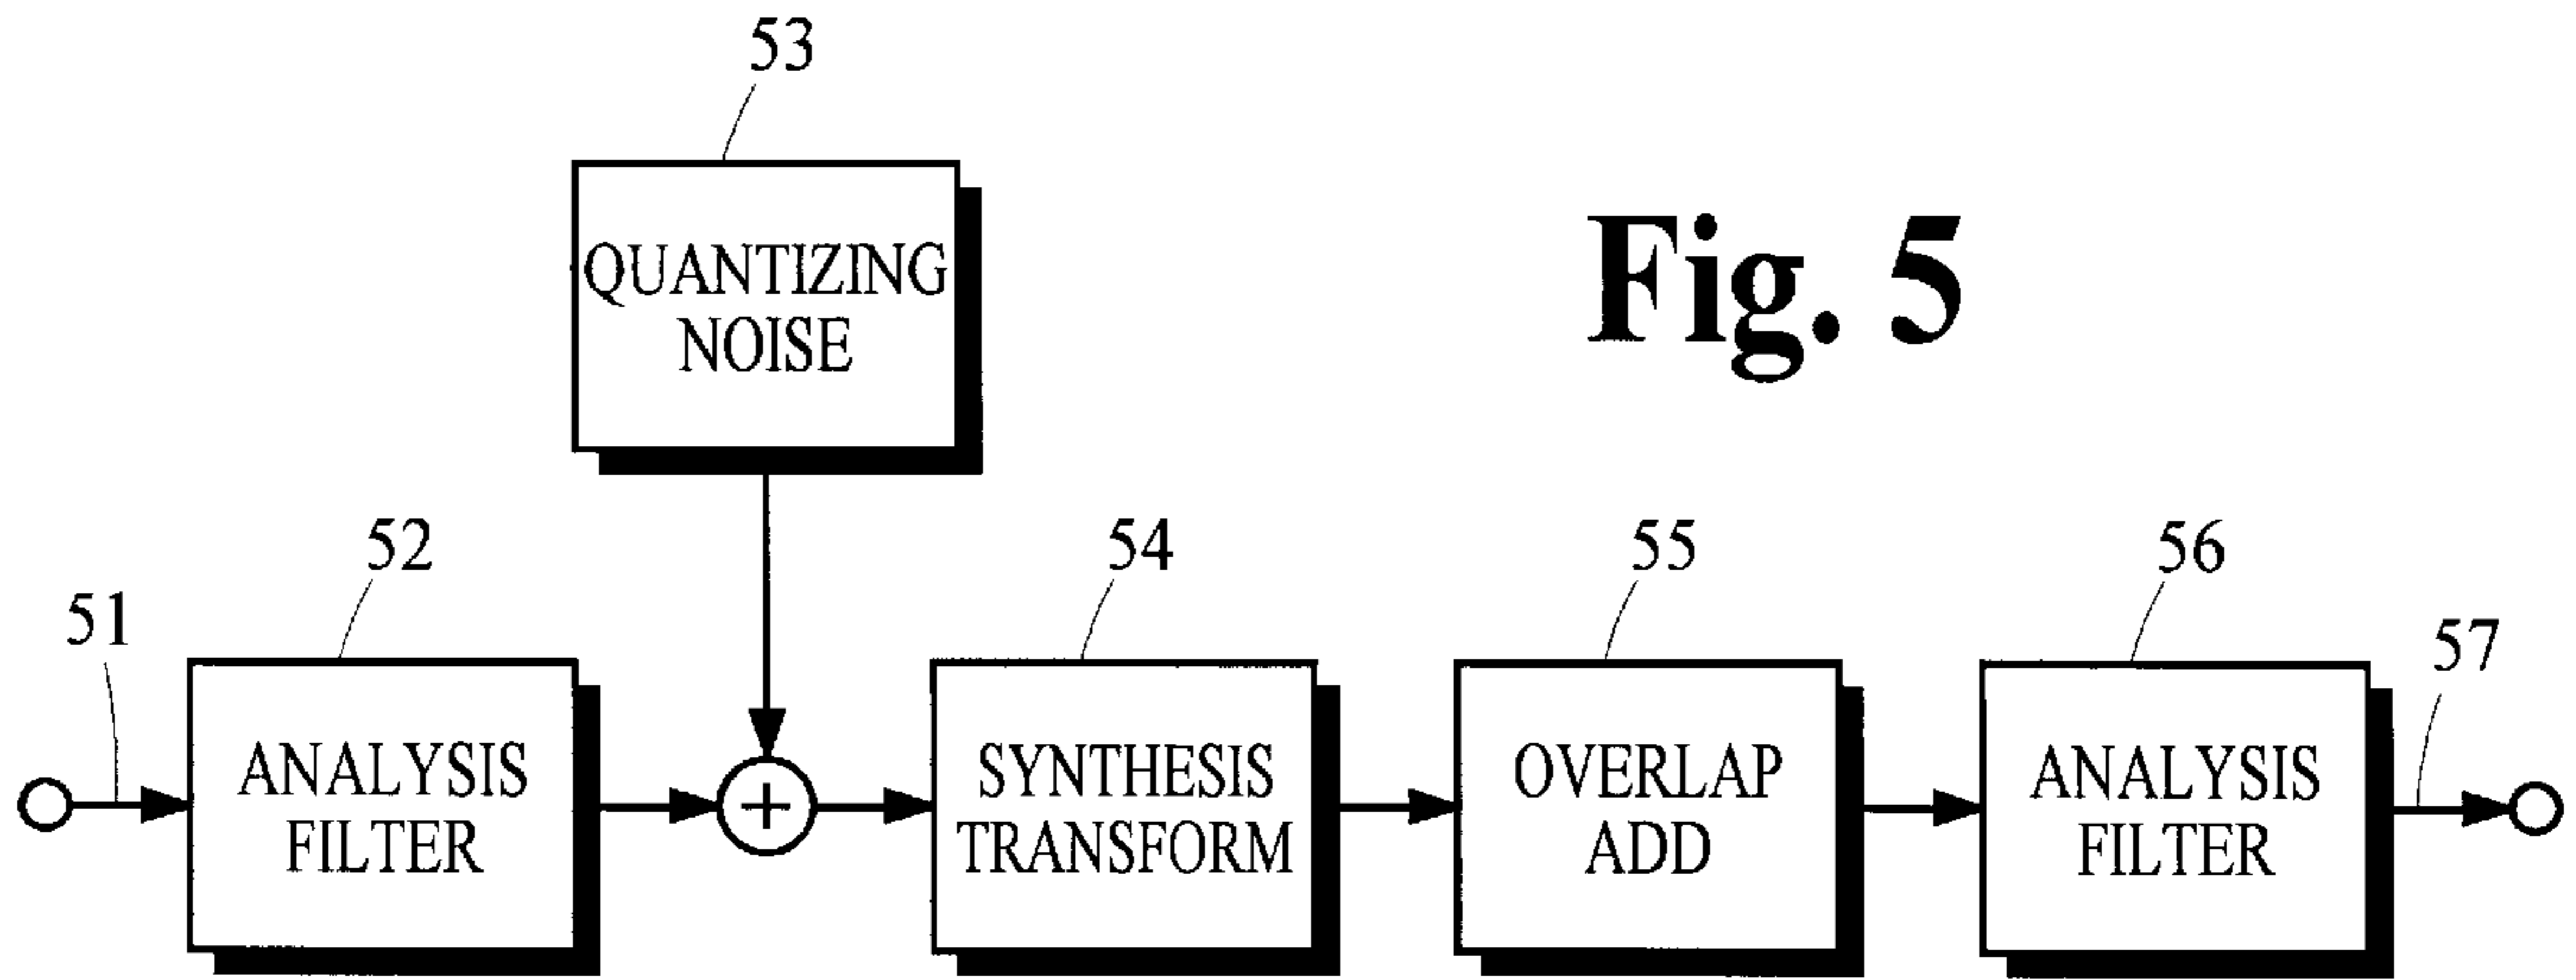 53
QUANTIZING
NOISE
Fig. 5
51
52
54
55
56
57
ANALYSIS
FILTER
+
SYNTHESIS
TRANSFORM
OVERLAP
ADD
ANALYSIS
FILTER